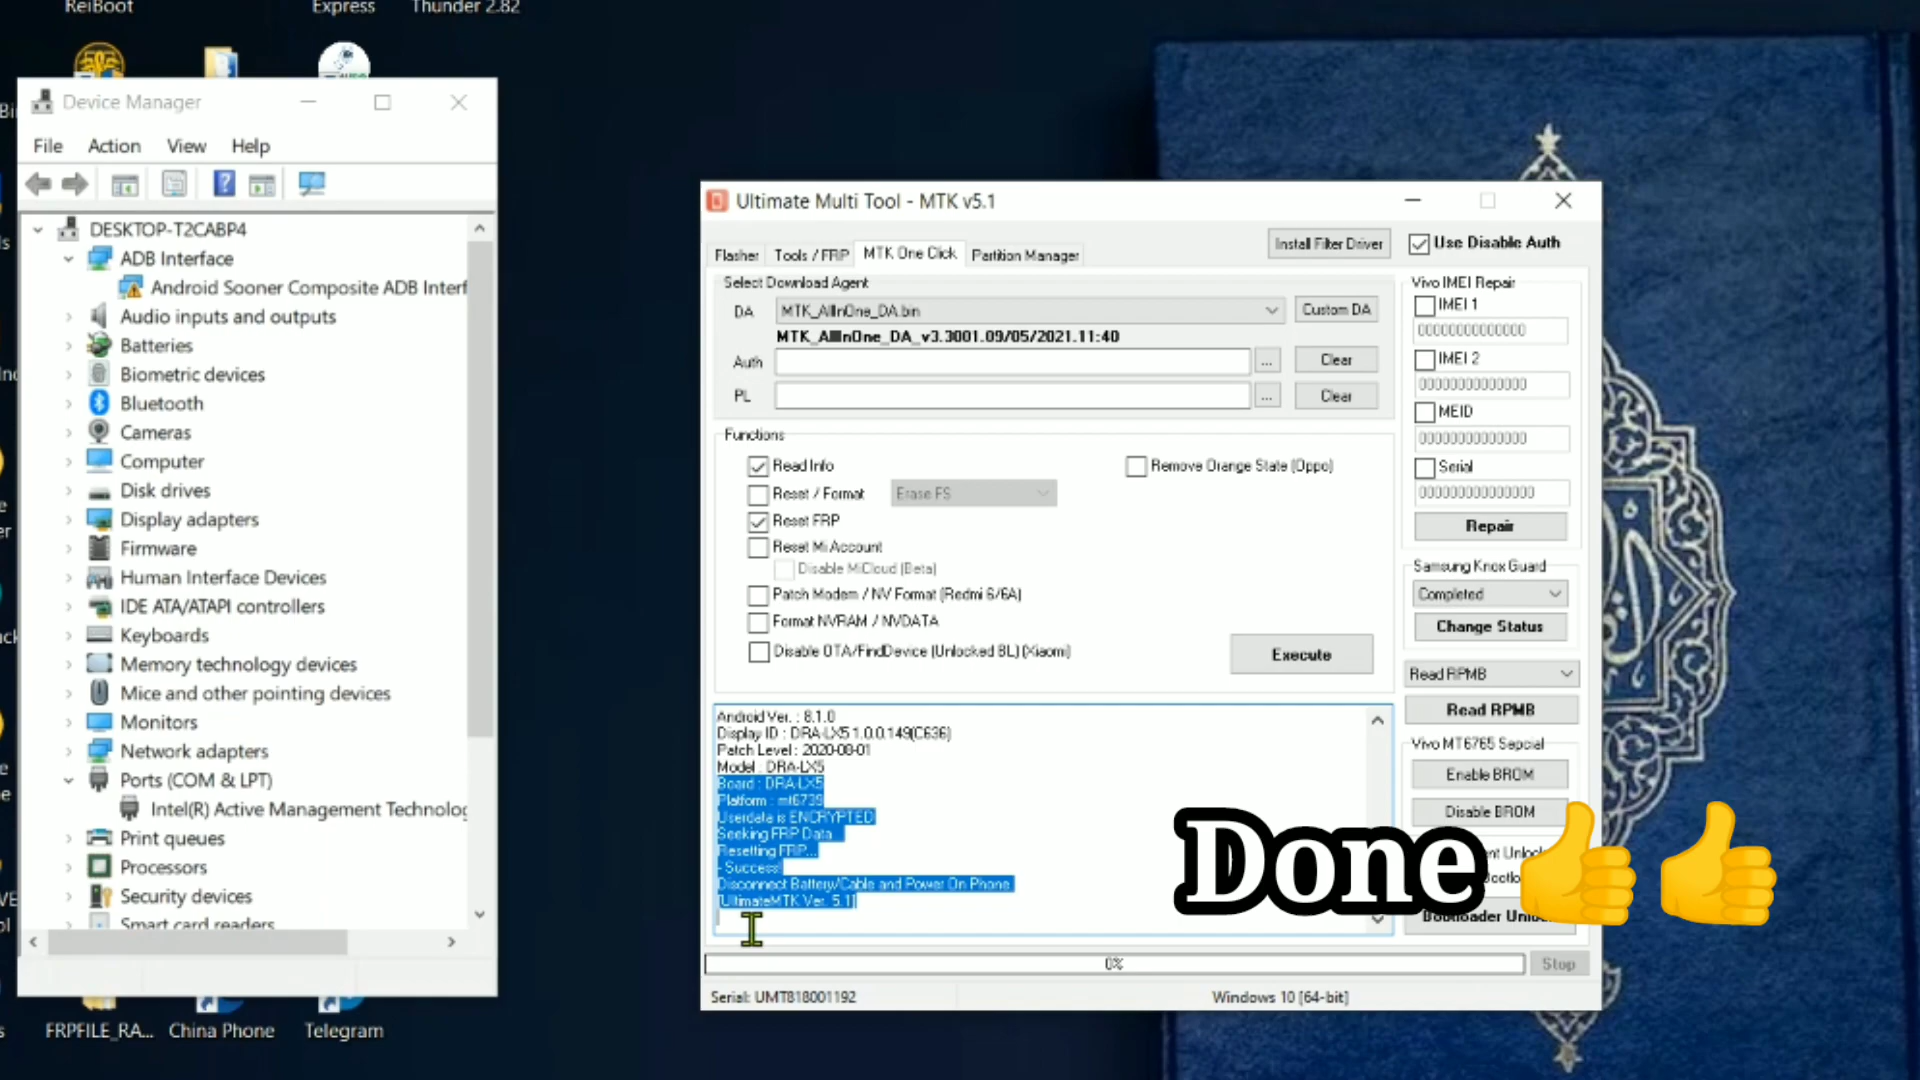 ReiBoot
Express
Thunder 2.82
Device Manager
File Action View Help
DESKTOP-T2CABP4
ADB Interface
Android Sooner Composite ADB Interf
Audio inputs and outputs
Batteries
Biometric devices
Bluetooth
Cameras
Computer
Disk drives
Display adapters
Firmware
Human Interface Devices
IDE ATA/ATAPI controllers
Keyboards
Memory technology devices
Mice and other pointing devices
Monitors
Network adapters
Ports (COM & LPT)
Intel(R) Active Management Technolog
Print queues
Processors
Security devices
Smart card readers
FRPFILE_RA...
China Phone
Telegram
Ultimate Multi Tool - MTK v5.1
Flasher Tools / FRP MTK One Click Partition Manager
Install Filter Driver
Use Disable Auth
Select Download Agent
DA MTK_AllInOne_DA.bin Custom DA
MTK_AllInOne_DA_v3.3001.09/05/2021.11:40
Auth ... Clear
PL ... Clear
Functions
Read Info
Remove Orange State (Oppo)
Reset / Format Erase FS
Reset FRP
Reset Mi Account
Disable MiCloud (Beta)
Patch Modem / NV Format (Redmi 6/6A)
Format NVRAM / NVDATA
Disable OTA/FindDevice (Unlocked BL) (Xiaomi)
Execute
Android Ver. : 8.1.0
Display ID : DRA-LX5 1.0.0.149(C636)
Patch Level : 2020-08-01
Model : DRA-LX5
Board : DRA-LX5
Platform : mt6739
Userdata is ENCRYPTED
Seeking FRP Data...
Resetting FRP...
- Success!
Disconnect Battery/Cable and Power On Phone
[UltimateMTK Ver. 5.1]
0%
Stop
Serial: UMT818001192
Windows 10 [64-bit]
Vivo IMEI Repair
IMEI 1
IMEI 2
MEID
Serial
Repair
Samsung Knox Guard
Completed
Change Status
Read RPMB
Read RPMB
Vivo MT6765 Sepcial
Enable BROM
Disable BROM
Done 👍👍